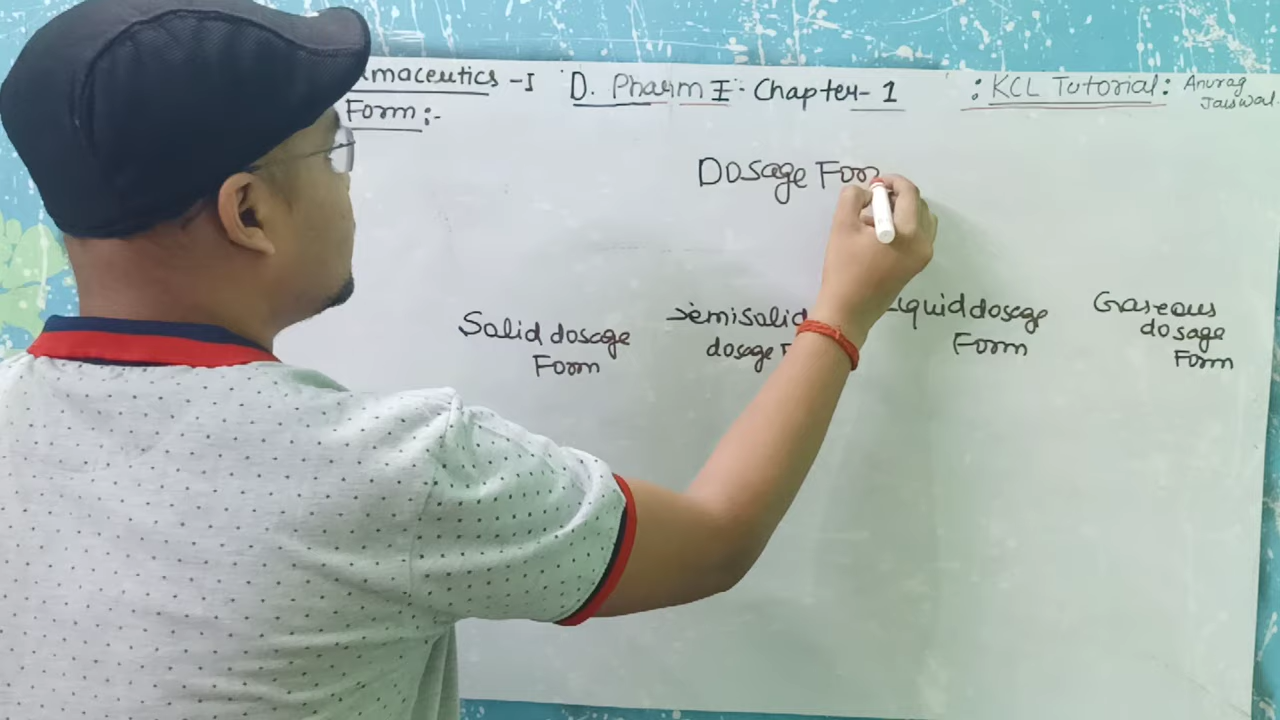 maceutics -I D. Pharm I: Chapter- 1 : KCL Tutorial: Anurag Jaiswal
Form:-
Dosage For
Solid dosage Form
Semisolid dosage F
Liquid dosage Form
Gaseous dosage Form